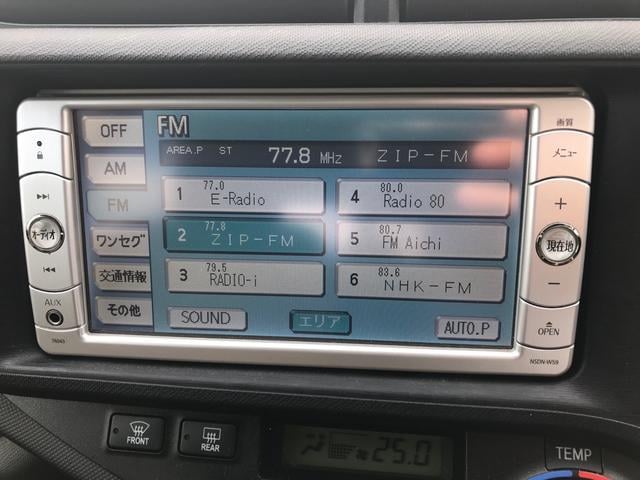 画質
OFF
FM
AREA.P ST 77.8 MHz ZIP-FM
メニュー
AM
FM
1 77.0 E-Radio
4 80.0 Radio 80
オーディオ
ワンセグ
2 77.8 ZIP-FM
5 80.7 FM Aichi
現在地
交通情報
3 79.5 RADIO-i
6 83.6 NHK-FM
AUX
その他
SOUND
エリア
AUTO.P
OPEN
76043
NSDN-W59
FRONT
REAR
25.0
TEMP